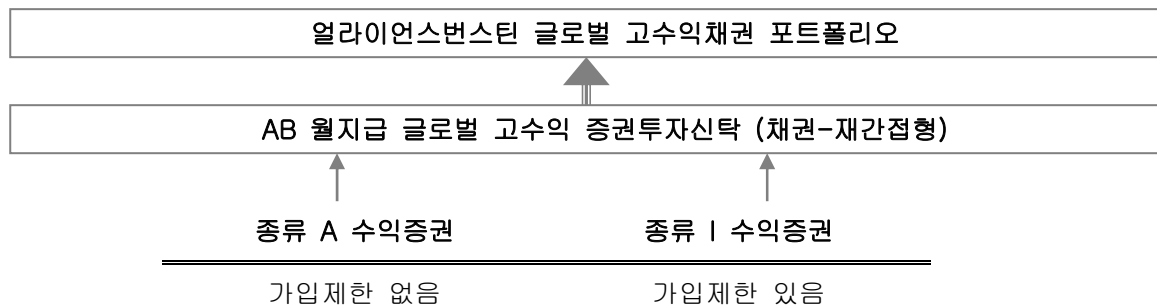 얼라이언스번스틴 글로벌 고수익채권 포트폴리오
AB 월지급 글로벌 고수익 증권투자신탁 (채권-재간접형)
종류 A 수익증권 종류 I 수익증권
가입제한 없음 가입제한 있음